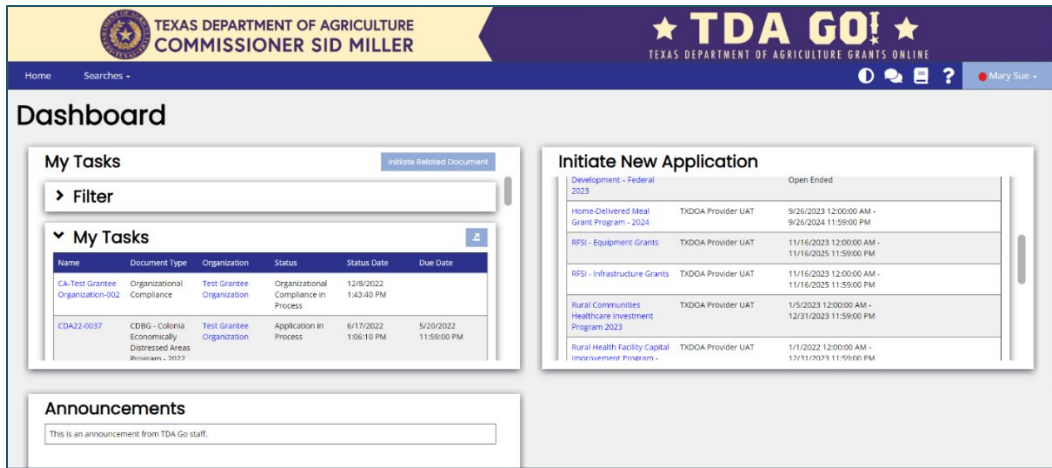 TEXAS DEPARTMENT OF AGRICULTURE
COMMISSIONER SID MILLER
TDA GO!
TEXAS DEPARTMENT OF AGRICULTURE GRANTS ONLINE
Home Searches
? Mary Sue
Dashboard
My Tasks
Initiate Related Document
Filter
My Tasks
Name Document Type Organization Status Status Date Due Date
CA-Test Grantee Organizational Test Grantee Organizational 12/8/2022
Organization-002 Compliance Organization Compliance in 1:43:40 PM
Process
CDA22-0037 CDBG - Colonia Test Grantee Application in 6/17/2022 5/20/2022
Economically Organization Process 1:06:10 PM 11:59:00 PM
Distressed Areas
Program - 2022
Initiate New Application
Development – Federal Open Ended
2023
Home-Delivered Meal TXDOA Provider UAT 9/26/2023 12:00:00 AM -
Grant Program - 2024 9/26/2024 11:59:00 PM
RFSI - Equipment Grants TXDOA Provider UAT 11/16/2023 12:00:00 AM -
11/16/2025 11:59:00 PM
RFSI - Infrastructure Grants TXDOA Provider UAT 11/16/2023 12:00:00 AM -
11/16/2025 11:59:00 PM
Rural Communities TXDOA Provider UAT 1/5/2023 12:00:00 AM -
Healthcare Investment 12/31/2023 11:59:00 PM
Program 2023
Rural Health Facility Capital TXDOA Provider UAT 1/1/2022 12:00:00 AM -
Improvement Program - 12/31/2023 11:59:00 PM
Announcements
This is an announcement from TDA Go staff.